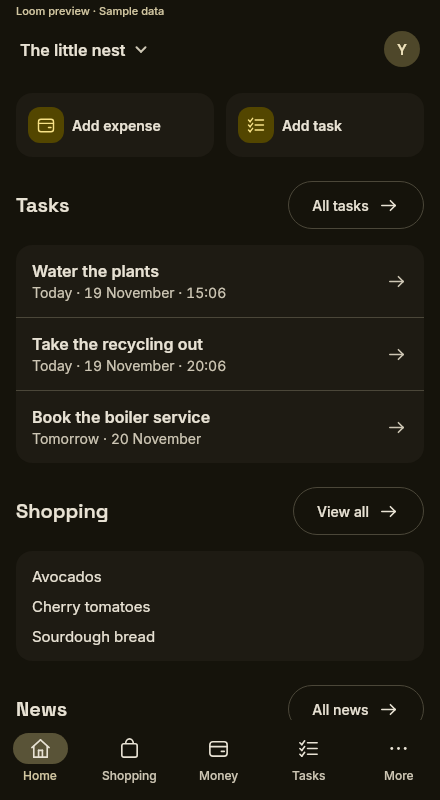 Loom preview · Sample data
The little nest
Y
Add expense
Add task
Tasks
All tasks
Water the plants
Today · 19 November · 15:06
Take the recycling out
Today · 19 November · 20:06
Book the boiler service
Tomorrow · 20 November
Shopping
View all
Avocados
Cherry tomatoes
Sourdough bread
News
All news
Home
Shopping
Money
Tasks
More